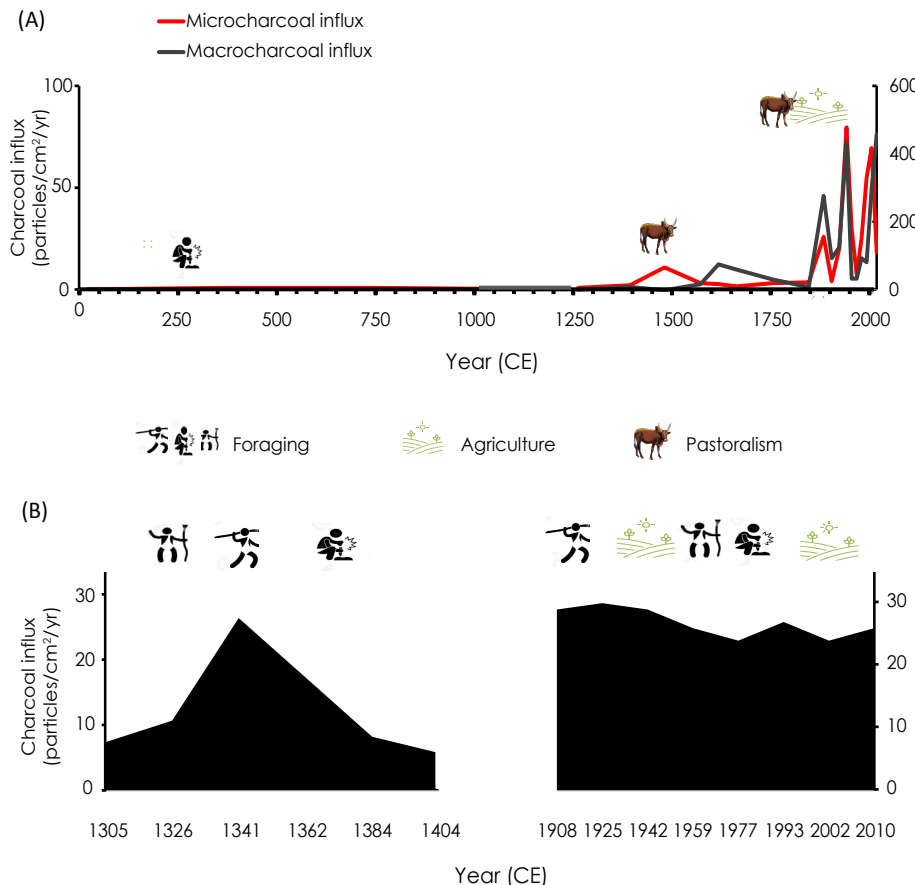 (A)
Microcharcoal influx
Macrocharcoal influx
Charcoal influx
(particles/cm²/yr)
100
50
0
600
400
200
0
0 250 500 750 1000 1250 1500 1750 2000
Year (CE)
Foraging Agriculture Pastoralism
(B)
Charcoal influx
(particles/cm²/yr)
30
20
10
0
30
20
10
0
1305 1326 1341 1362 1384 1404 1908 1925 1942 1959 1977 1993 2002 2010
Year (CE)